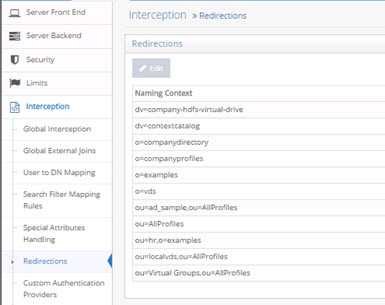 Server Front End
Server Backend
Security
Limits
Interception
Global Interception
Global External Joins
User to DN Mapping
Search Filter Mapping
Rules
Special Attributes
Handling
Redirections
Custom Authentication
Providers
Interception » Redirections
Redirections
Edit
Naming Context
dv=company-hdfs-virtual-drive
dv=contextcatalog
o=companydirectory
o=companyprofiles
o=examples
o=vds
ou=ad_sample,ou=AllProfiles
ou=AllProfiles
ou=hr,o=examples
ou=localvds,ou=AllProfiles
ou=Virtual Groups,ou=AllProfiles